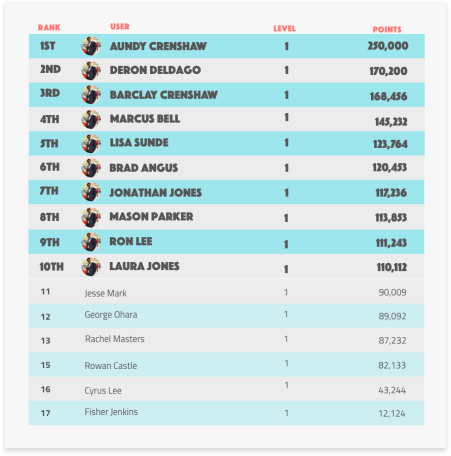 RANK USER LEVEL POINTS
1ST AUNDY CRENSHAW 1 250,000
2ND DERON DELDAGO 1 170,200
3RD BARCLAY CRENSHAW 1 168,456
4TH MARCUS BELL 1 145,232
5TH LISA SUNDE 1 123,764
6TH BRAD ANGUS 1 120,453
7TH JONATHAN JONES 1 117,236
8TH MASON PARKER 1 113,853
9TH RON LEE 1 111,243
10TH LAURA JONES 1 110,112
11 Jesse Mark 1 90,009
12 George Ohara 1 89,092
13 Rachel Masters 1 87,232
15 Rowan Castle 1 82,133
16 Cyrus Lee 1 43,244
17 Fisher Jenkins 1 12,124